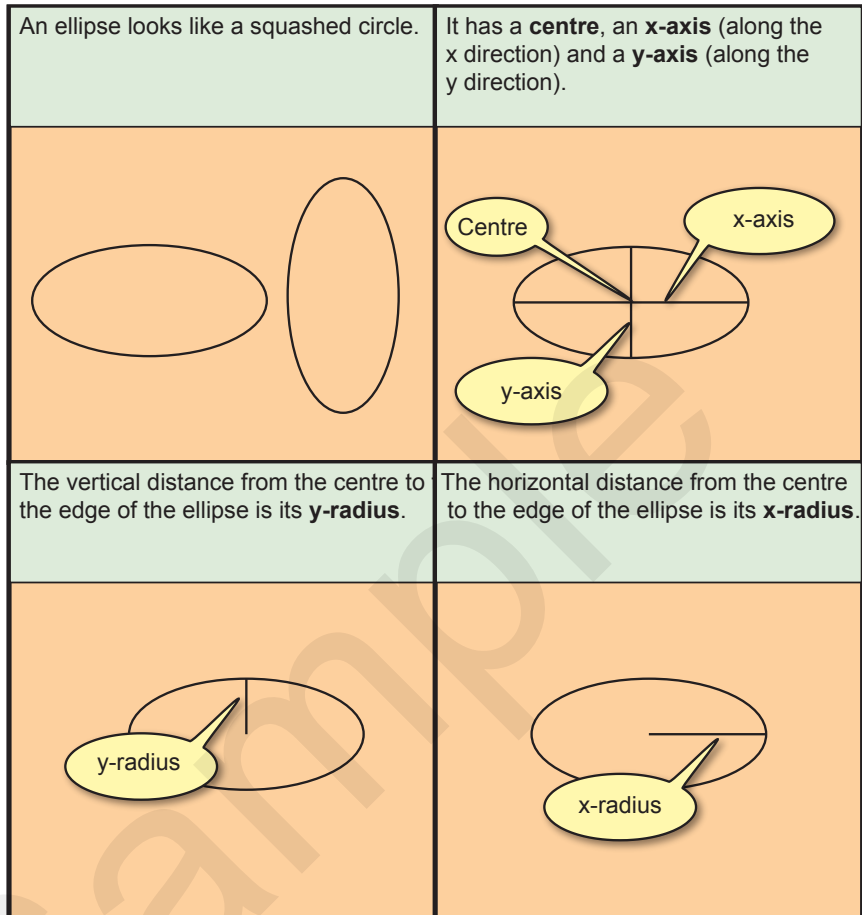 An ellipse looks like a squashed circle.
It has a centre, an x-axis (along the
x direction) and a y-axis (along the
y direction).
Centre
x-axis
y-axis
The vertical distance from the centre to
the edge of the ellipse is its y-radius.
The horizontal distance from the centre
to the edge of the ellipse is its x-radius.
y-radius
x-radius
Sample